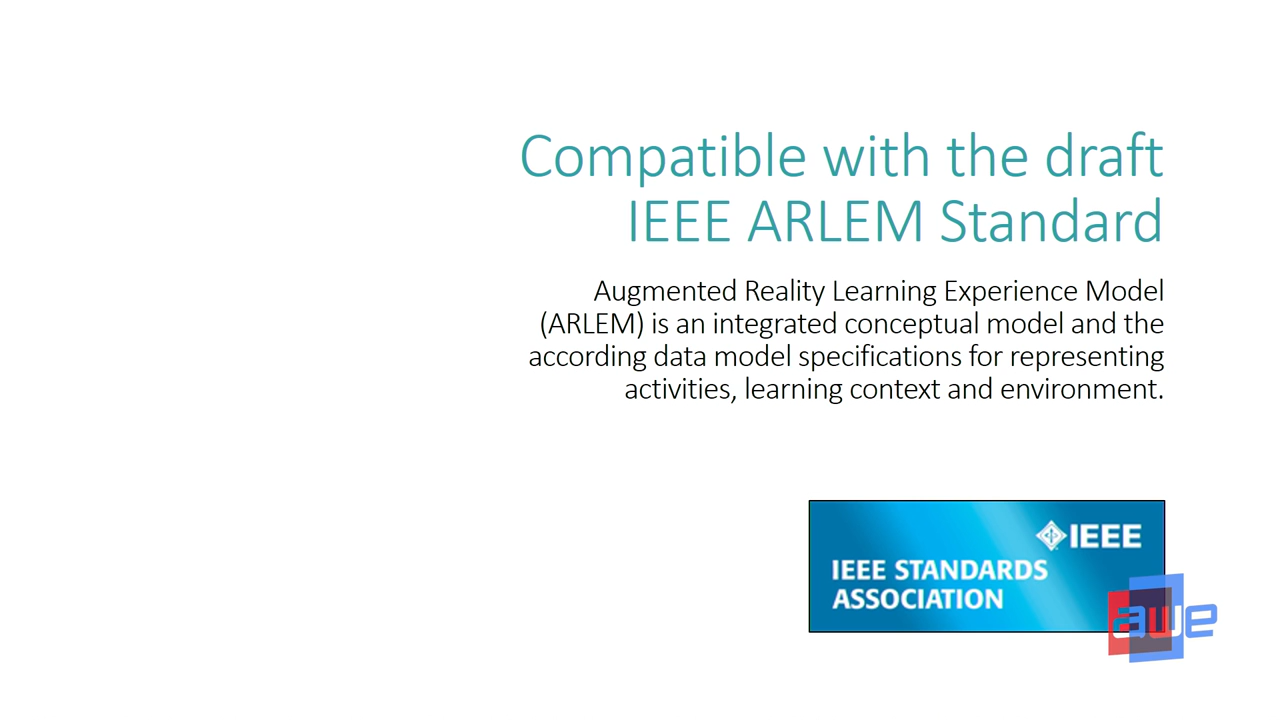 Compatible with the draft
IEEE ARLEM Standard
Augmented Reality Learning Experience Model
(ARLEM) is an integrated conceptual model and the
according data model specifications for representing
activities, learning context and environment.
IEEE
IEEE STANDARDS
ASSOCIATION
awe